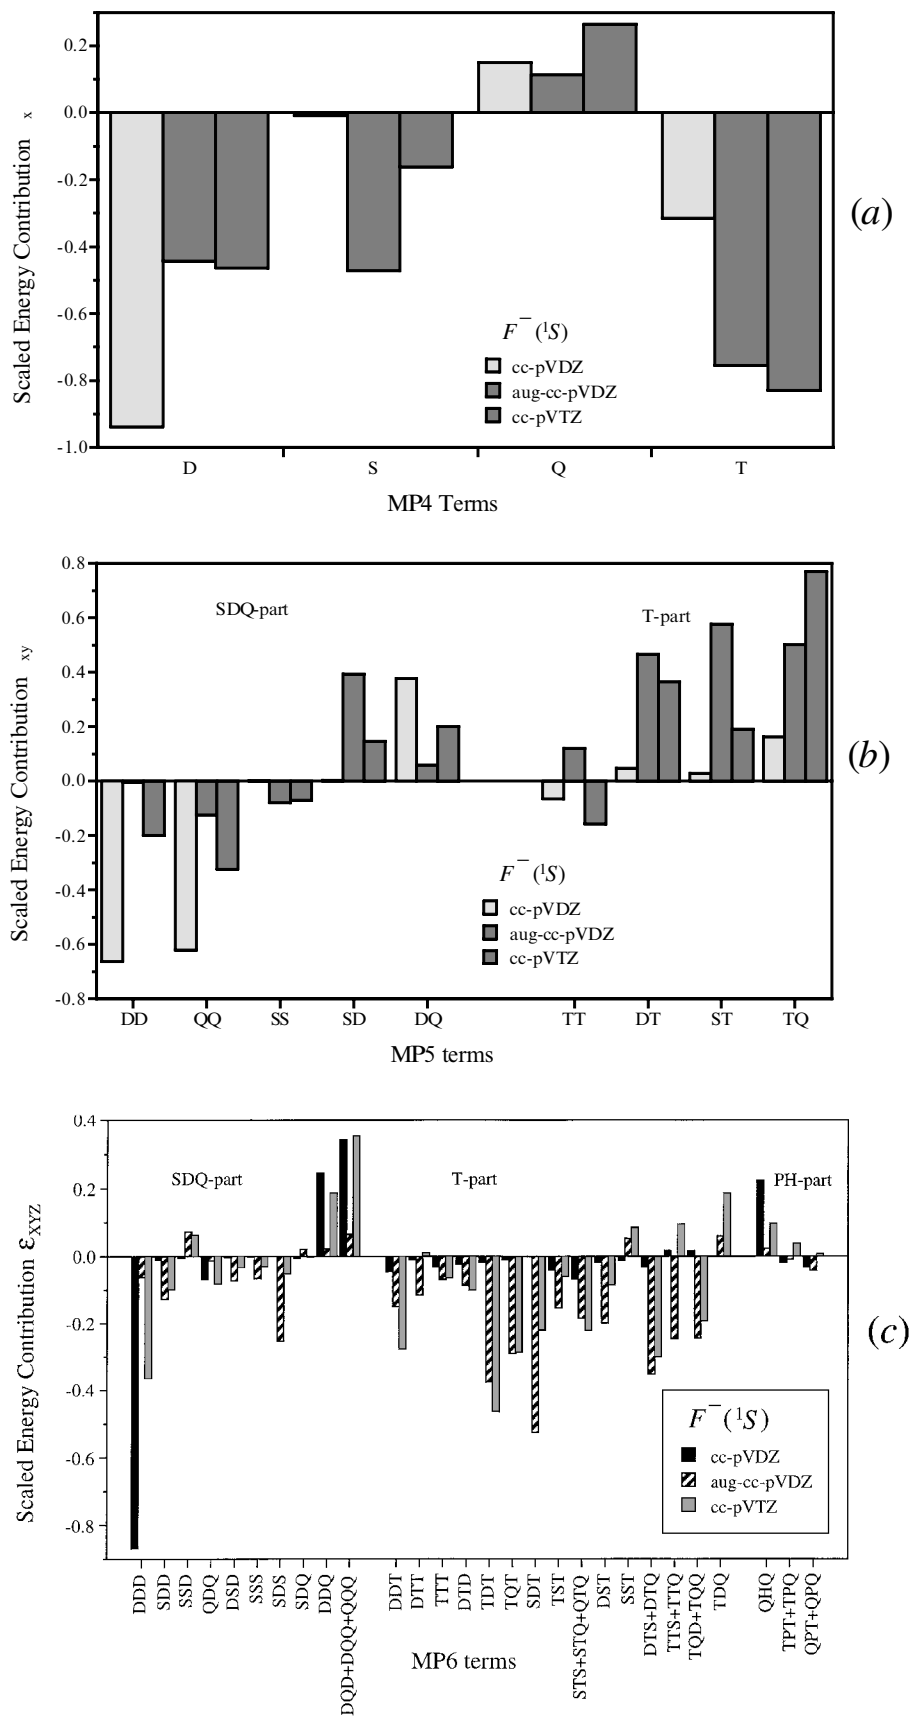 0.2
0.0
-0.2
-0.4
-0.6
-0.8
-1.0
Scaled Energy Contribution x
F⁻ (¹S)
cc-pVDZ
aug-cc-pVDZ
cc-pVTZ
D S Q T
MP4 Terms
(a)
0.8
0.6
0.4
0.2
0.0
-0.2
-0.4
-0.6
-0.8
Scaled Energy Contribution xy
SDQ-part T-part
F⁻ (¹S)
cc-pVDZ
aug-cc-pVDZ
cc-pVTZ
DD QQ SS SD DQ TT DT ST TQ
MP5 terms
(b)
0.4
0.2
0.0
-0.2
-0.4
-0.6
-0.8
Scaled Energy Contribution εXYZ
SDQ-part T-part PH-part
F⁻ (¹S)
cc-pVDZ
aug-cc-pVDZ
cc-pVTZ
DDD
SDD
SSD
QDQ
DSD
SSS
SDS
SDQ
DDQ
DQD+DQQ+QQQ
DDT
DTT
TTT
DTD
TDT
TQT
SDT
TST
STS+STQ+QTQ
DST
SST
DTS+DTQ
TTS+TTQ
TQD+TQQ
TDQ
QHQ
TPT+TPQ
QPT+QPQ
MP6 terms
(c)